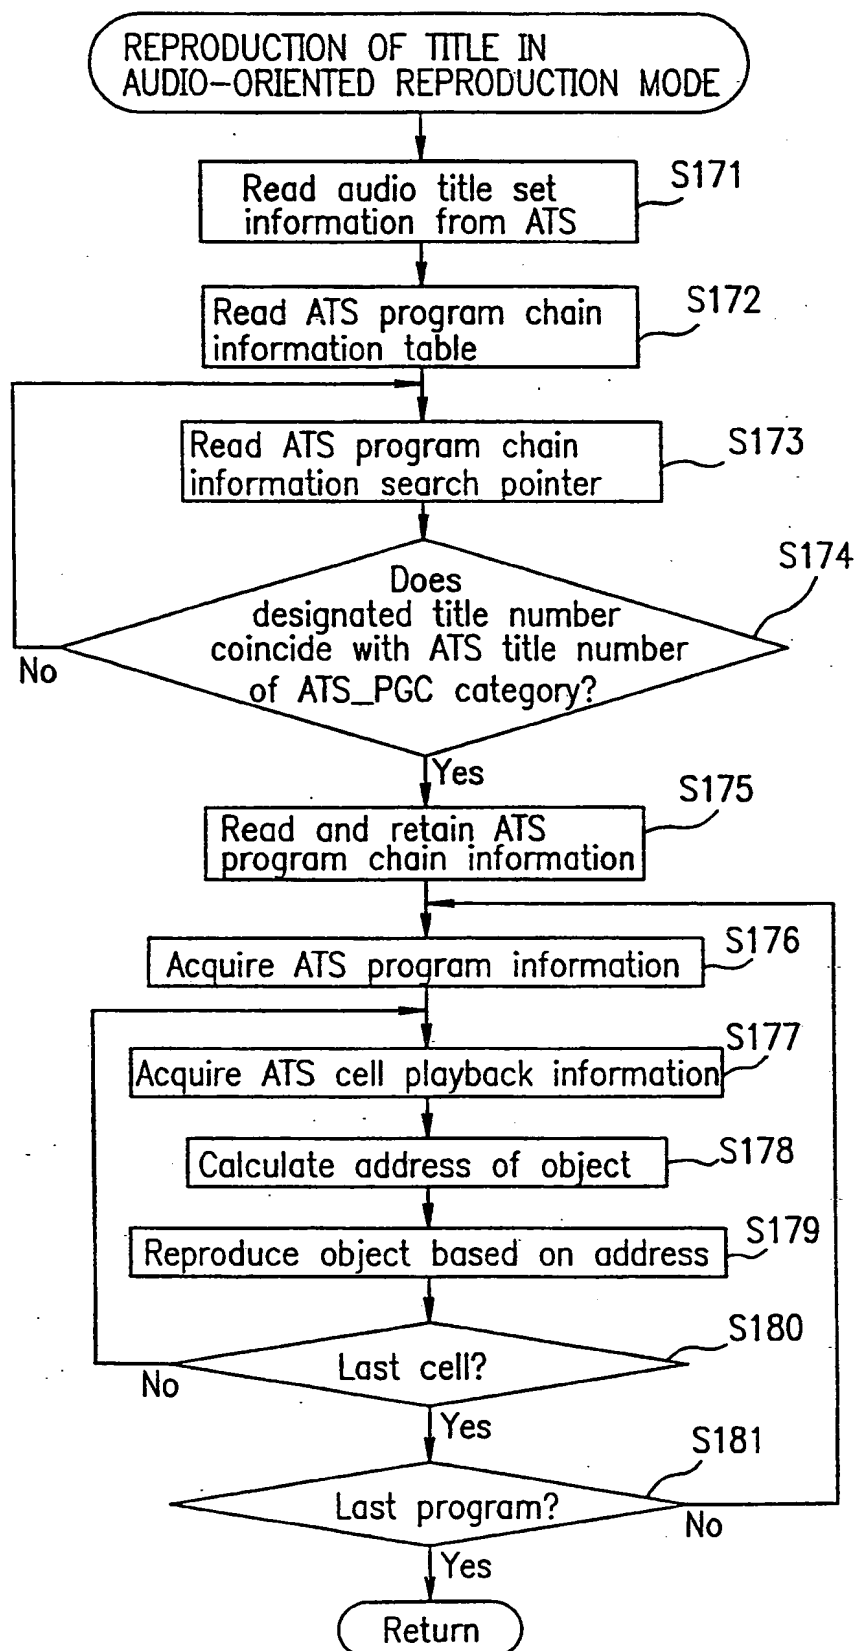 REPRODUCTION OF TITLE IN
AUDIO-ORIENTED REPRODUCTION MODE
Read audio title set
information from ATS
S171
Read ATS program chain
information table
S172
Read ATS program chain
information search pointer
S173
Does
designated title number
coincide with ATS title number
of ATS_PGC category?
S174
No
Yes
Read and retain ATS
program chain information
S175
Acquire ATS program information
S176
Acquire ATS cell playback information
S177
Calculate address of object
S178
Reproduce object based on address
S179
Last cell?
S180
No
Yes
Last program?
S181
No
Yes
Return